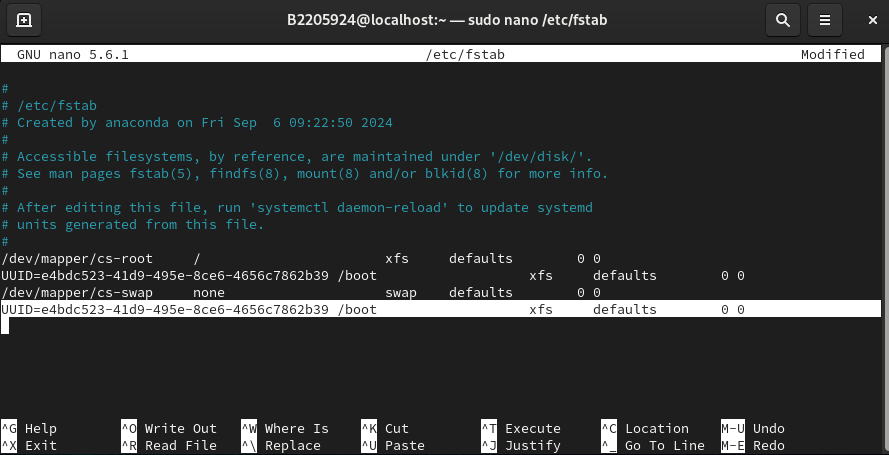 B2205924@localhost:~ — sudo nano /etc/fstab
GNU nano 5.6.1 /etc/fstab Modified
#
# /etc/fstab
# Created by anaconda on Fri Sep  6 09:22:50 2024
#
# Accessible filesystems, by reference, are maintained under '/dev/disk/'.
# See man pages fstab(5), findfs(8), mount(8) and/or blkid(8) for more info.
#
# After editing this file, run 'systemctl daemon-reload' to update systemd
# units generated from this file.
#
/dev/mapper/cs-root     /                       xfs     defaults        0 0
UUID=e4bdc523-41d9-495e-8ce6-4656c7862b39 /boot                   xfs     defaults        0 0
/dev/mapper/cs-swap     none                    swap    defaults        0 0
UUID=e4bdc523-41d9-495e-8ce6-4656c7862b39 /boot                   xfs     defaults        0 0
^G Help ^O Write Out ^W Where Is ^K Cut ^T Execute ^C Location M-U Undo
^X Exit ^R Read File ^\ Replace ^U Paste ^J Justify ^_ Go To Line M-E Redo